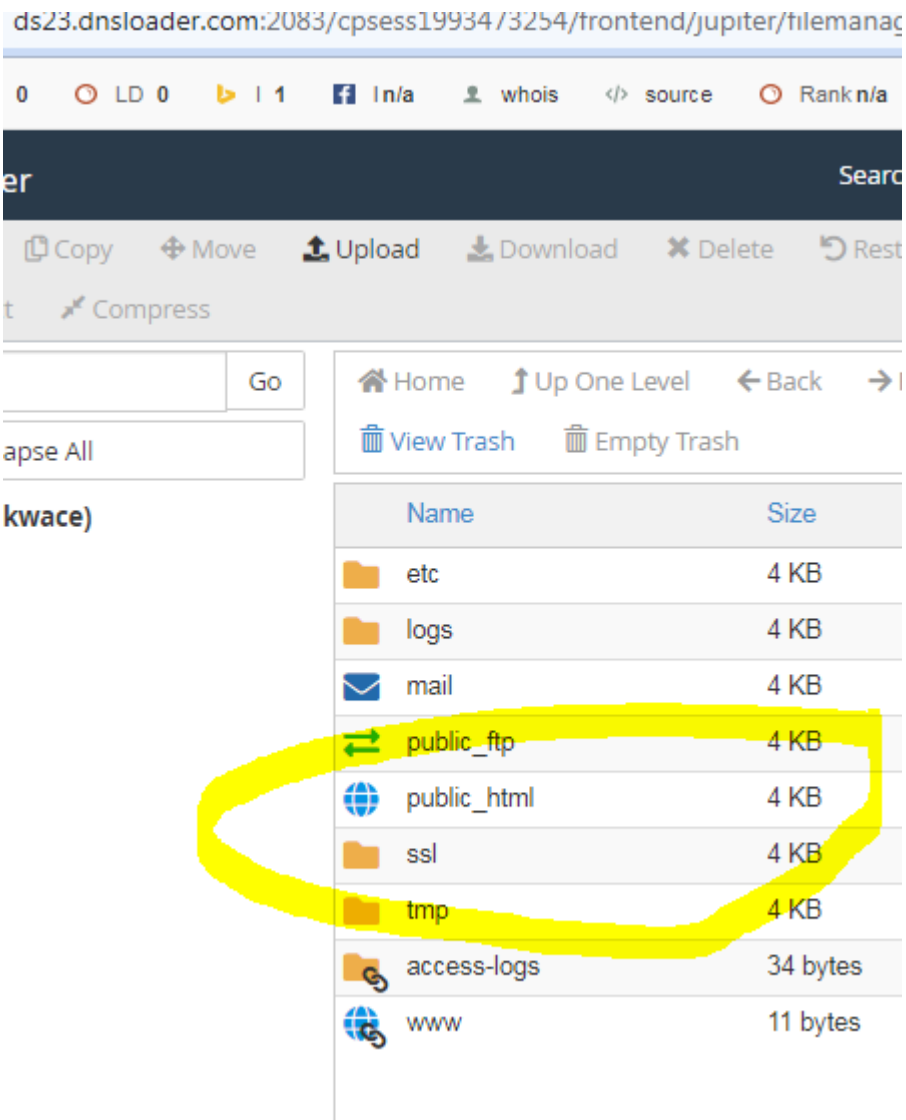 ds23.dnsloader.com:2083/cpsess1993473254/frontend/jupiter/filemanag
0 LD 0 I 1 I n/a whois </> source Rank n/a
er Searc
Copy Move Upload Download Delete Rest
t Compress
Go Home Up One Level Back
apse All View Trash Empty Trash
kwace) Name Size
etc 4 KB
logs 4 KB
mail 4 KB
public_ftp 4 KB
public_html 4 KB
ssl 4 KB
tmp 4 KB
access-logs 34 bytes
www 11 bytes